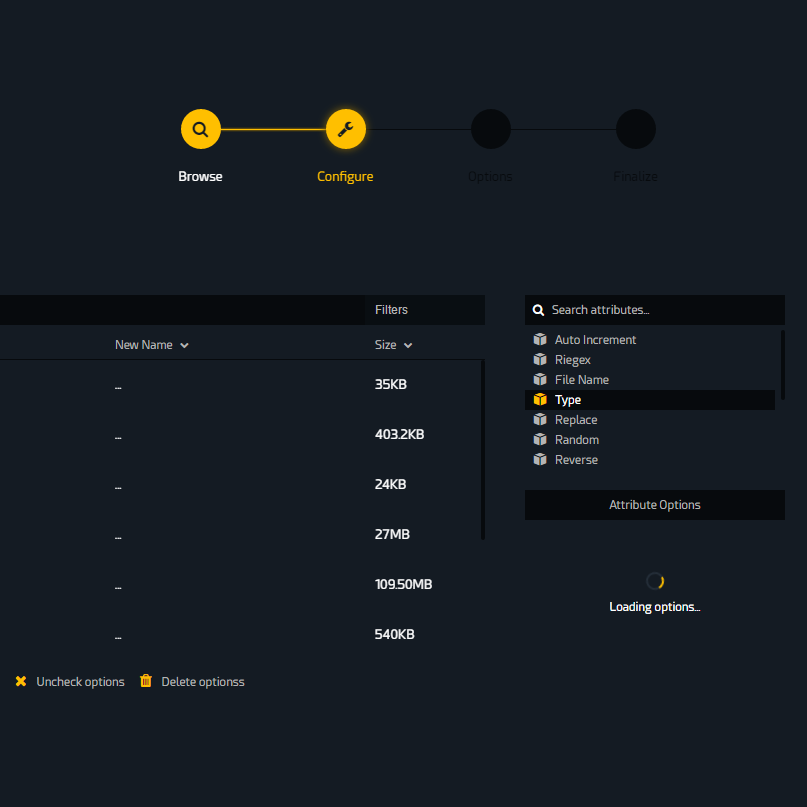 Browse Configure Options Finalize
Filters
New Name Size
... 35KB
... 403.2KB
... 24KB
... 27MB
... 109.50MB
... 540KB
Uncheck options Delete optionss
Search attributes...
Auto Increment
Riegex
File Name
Type
Replace
Random
Reverse
Attribute Options
Loading options...